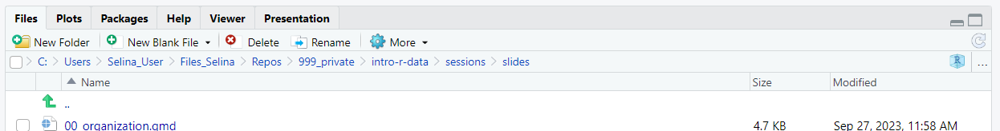 Files Plots Packages Help Viewer Presentation
New Folder New Blank File Delete Rename More
C: Users Selina_User Files_Selina Repos 999_private intro-r-data sessions slides R ...
Name Size Modified
..
00_organization.qmd 4.7 KB Sep 27, 2023, 11:58 AM